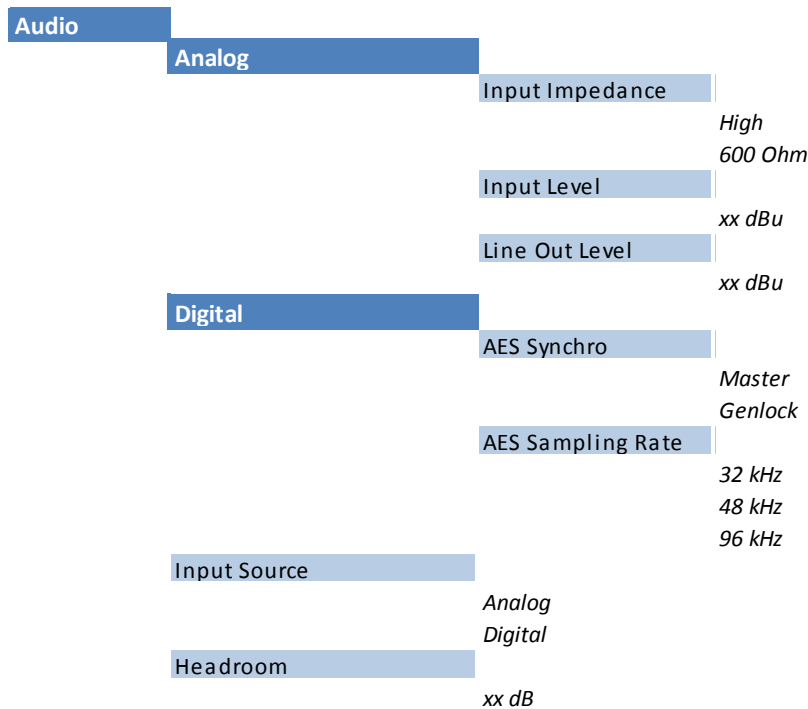 Audio
Analog
Input Impedance
High
600 Ohm
Input Level
xx dBu
Line Out Level
xx dBu
Digital
AES Synchro
Master
Genlock
AES Sampling Rate
32 kHz
48 kHz
96 kHz
Input Source
Analog
Digital
Headroom
xx dB